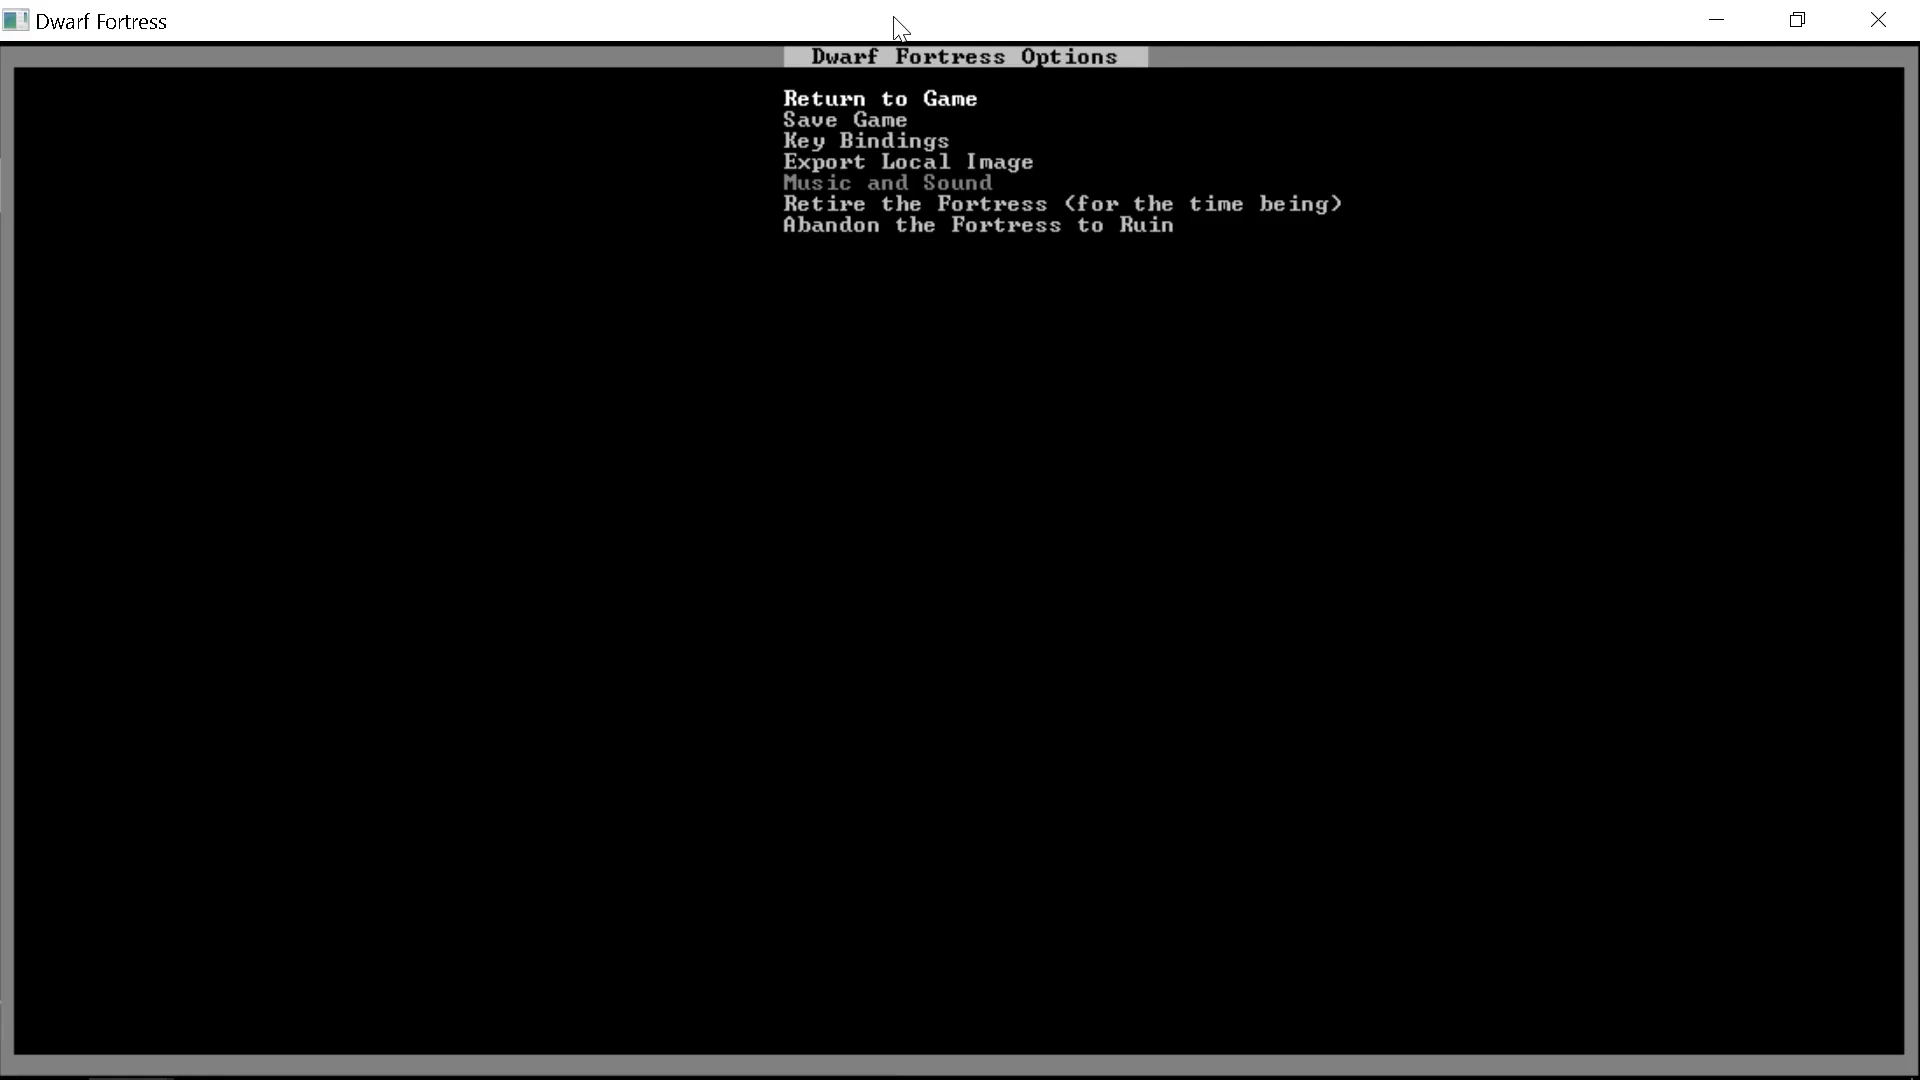 Dwarf Fortress
Dwarf Fortress Options
Return to Game
Save Game
Key Bindings
Export Local Image
Music and Sound
Retire the Fortress (for the time being)
Abandon the Fortress to Ruin